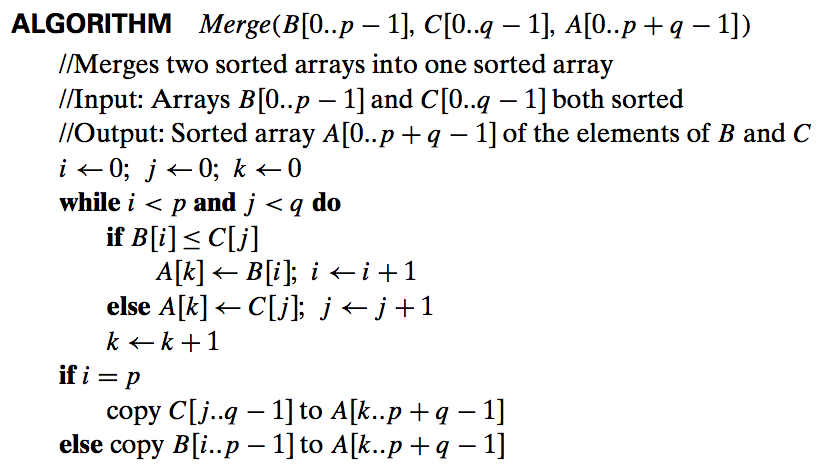 ALGORITHM Merge(B[0..p − 1], C[0..q − 1], A[0..p + q − 1])
//Merges two sorted arrays into one sorted array
//Input: Arrays B[0..p − 1] and C[0..q − 1] both sorted
//Output: Sorted array A[0..p + q − 1] of the elements of B and C
i ← 0; j ← 0; k ← 0
while i < p and j < q do
if B[i] ≤ C[j]
A[k] ← B[i]; i ← i + 1
else A[k] ← C[j]; j ← j + 1
k ← k + 1
if i = p
copy C[j..q − 1] to A[k..p + q − 1]
else copy B[i..p − 1] to A[k..p + q − 1]